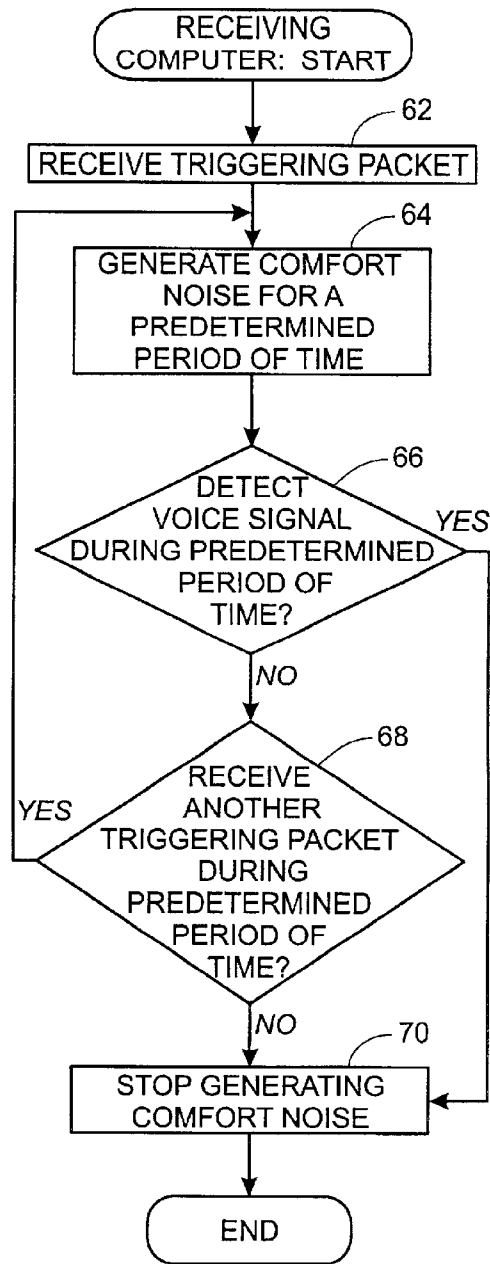 RECEIVING
COMPUTER: START
62
RECEIVE TRIGGERING PACKET
64
GENERATE COMFORT
NOISE FOR A
PREDETERMINED
PERIOD OF TIME
66
DETECT
VOICE SIGNAL
DURING PREDETERMINED
PERIOD OF
TIME?
YES
NO
68
RECEIVE
ANOTHER
TRIGGERING PACKET
DURING
PREDETERMINED
PERIOD OF
TIME?
YES
NO
70
STOP GENERATING
COMFORT NOISE
END